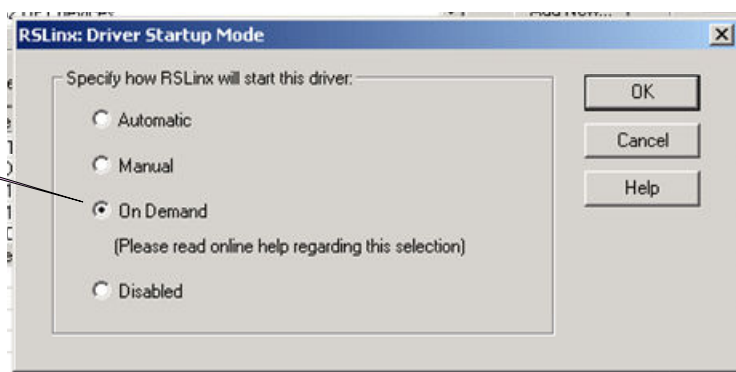 RSLinx: Driver Startup Mode
Specify how RSLinx will start this driver:
Automatic
Manual
On Demand
(Please read online help regarding this selection)
Disabled
OK
Cancel
Help